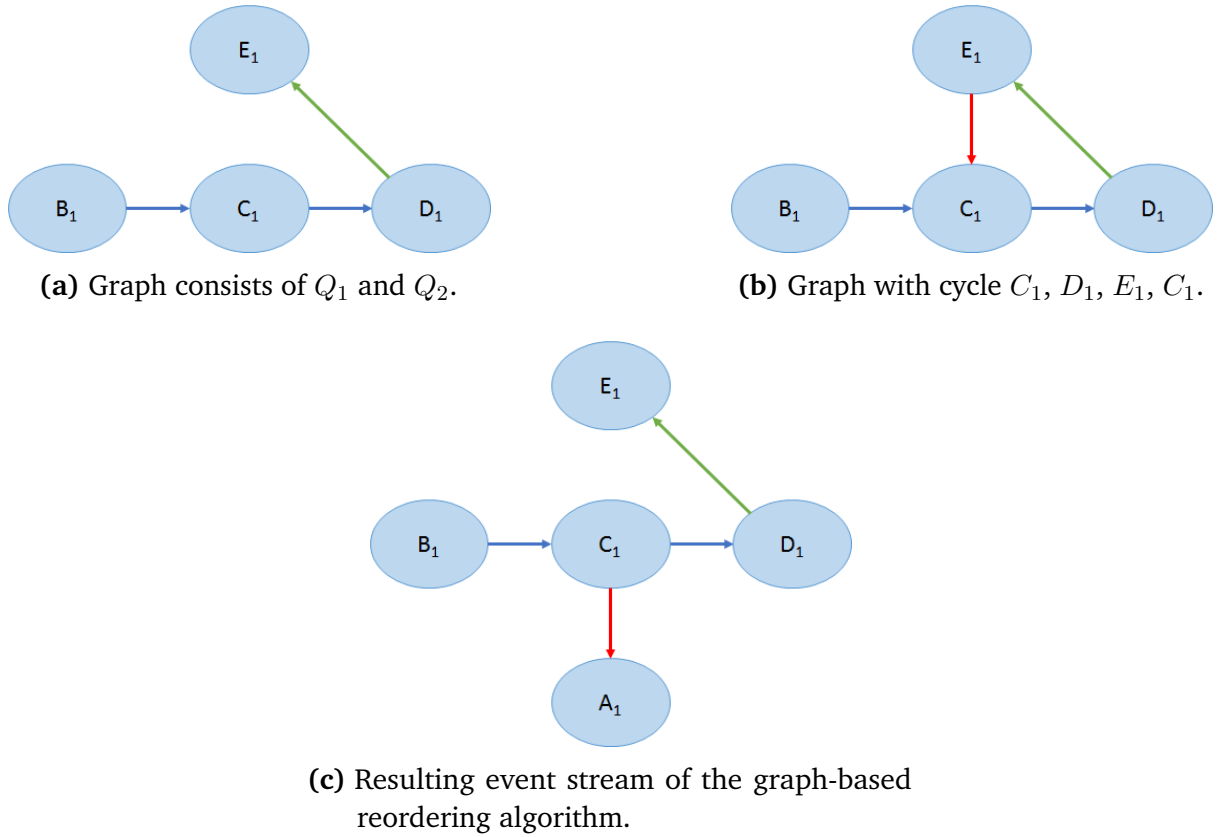 E₁
B₁ C₁ D₁
(a) Graph consists of Q₁ and Q₂.
E₁
B₁ C₁ D₁
(b) Graph with cycle C₁, D₁, E₁, C₁.
E₁
B₁ C₁ D₁
A₁
(c) Resulting event stream of the graph-based
reordering algorithm.